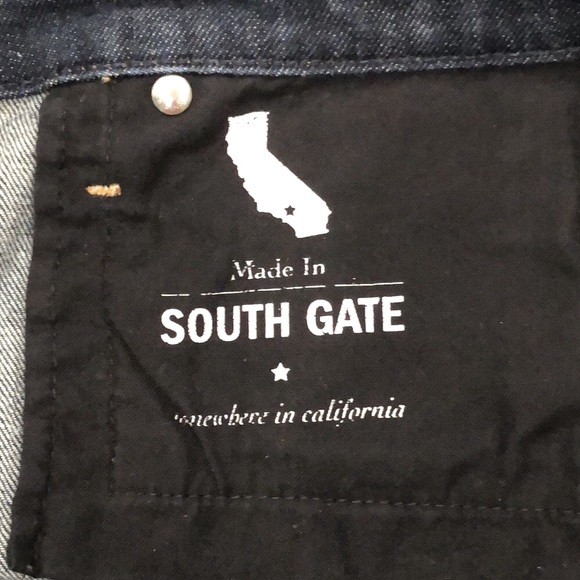 Made In
SOUTH GATE
somewhere in california